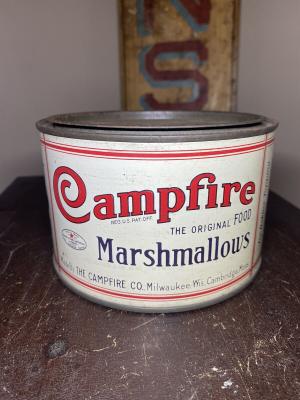 Campfire
REG. U.S. PAT. OFF.
THE ORIGINAL FOOD
Marshmallows
THE CAMPFIRE CO. Milwaukee, Wis. Cambridge, Mass.